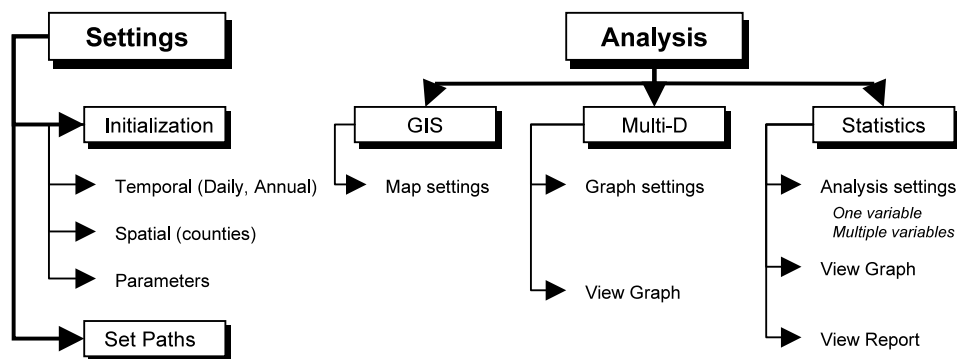 Settings
Initialization
Temporal (Daily, Annual)
Spatial (counties)
Parameters
Set Paths
Analysis
GIS
Map settings
Multi-D
Graph settings
View Graph
Statistics
Analysis settings
One variable
Multiple variables
View Graph
View Report